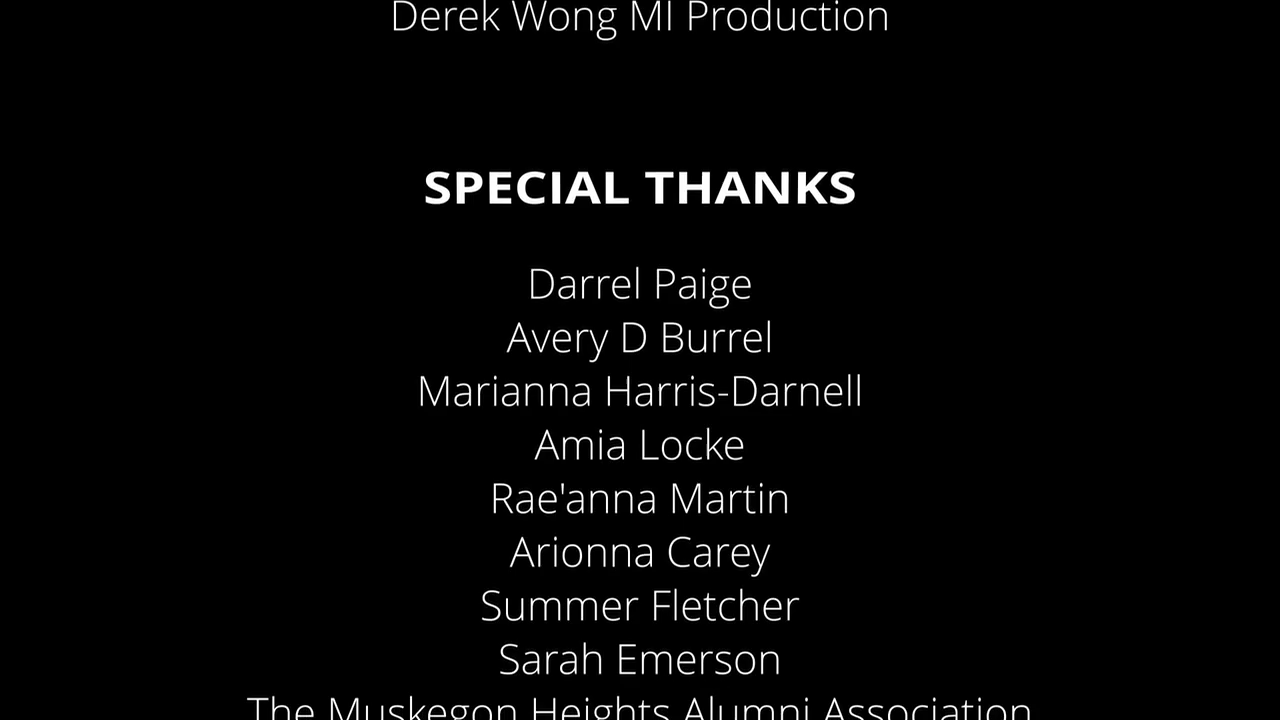 Derek Wong MI Production
SPECIAL THANKS
Darrel Paige
Avery D Burrel
Marianna Harris-Darnell
Amia Locke
Rae'anna Martin
Arionna Carey
Summer Fletcher
Sarah Emerson
The Muskegon Heights Alumni Association